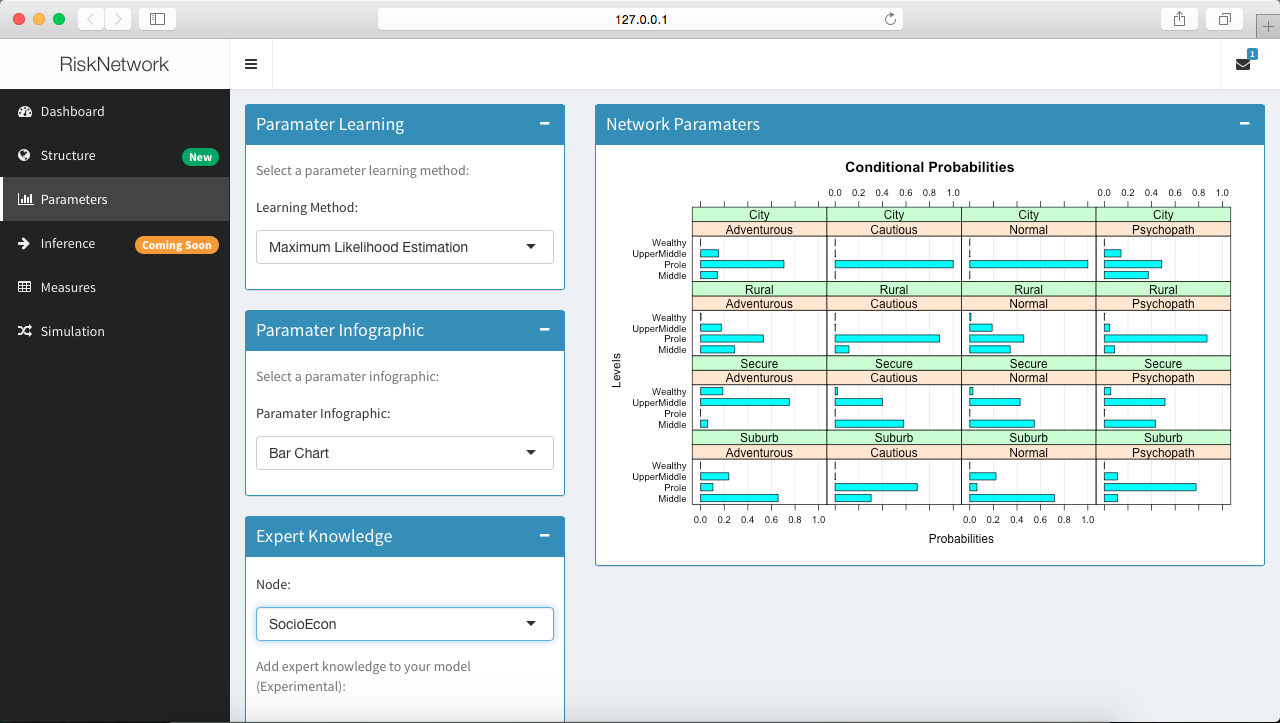 127.0.0.1
RiskNetwork
1
Dashboard
Structure New
Parameters
Inference Coming Soon
Measures
Simulation
Paramater Learning
Select a parameter learning method:
Learning Method:
Maximum Likelihood Estimation
Paramater Infographic
Select a paramater infographic:
Paramater Infographic:
Bar Chart
Expert Knowledge
Node:
SocioEcon
Add expert knowledge to your model
(Experimental):
Network Paramaters
Conditional Probabilities
0.0 0.2 0.4 0.6 0.8 1.0 0.0 0.2 0.4 0.6 0.8 1.0
City City City City
Adventurous Cautious Normal Psychopath
Wealthy
UpperMiddle
Prole
Middle
Rural Rural Rural Rural
Adventurous Cautious Normal Psychopath
Wealthy
UpperMiddle
Prole
Middle
Levels
Secure Secure Secure Secure
Adventurous Cautious Normal Psychopath
Wealthy
UpperMiddle
Prole
Middle
Suburb Suburb Suburb Suburb
Adventurous Cautious Normal Psychopath
Wealthy
UpperMiddle
Prole
Middle
0.0 0.2 0.4 0.6 0.8 1.0 0.0 0.2 0.4 0.6 0.8 1.0
Probabilities